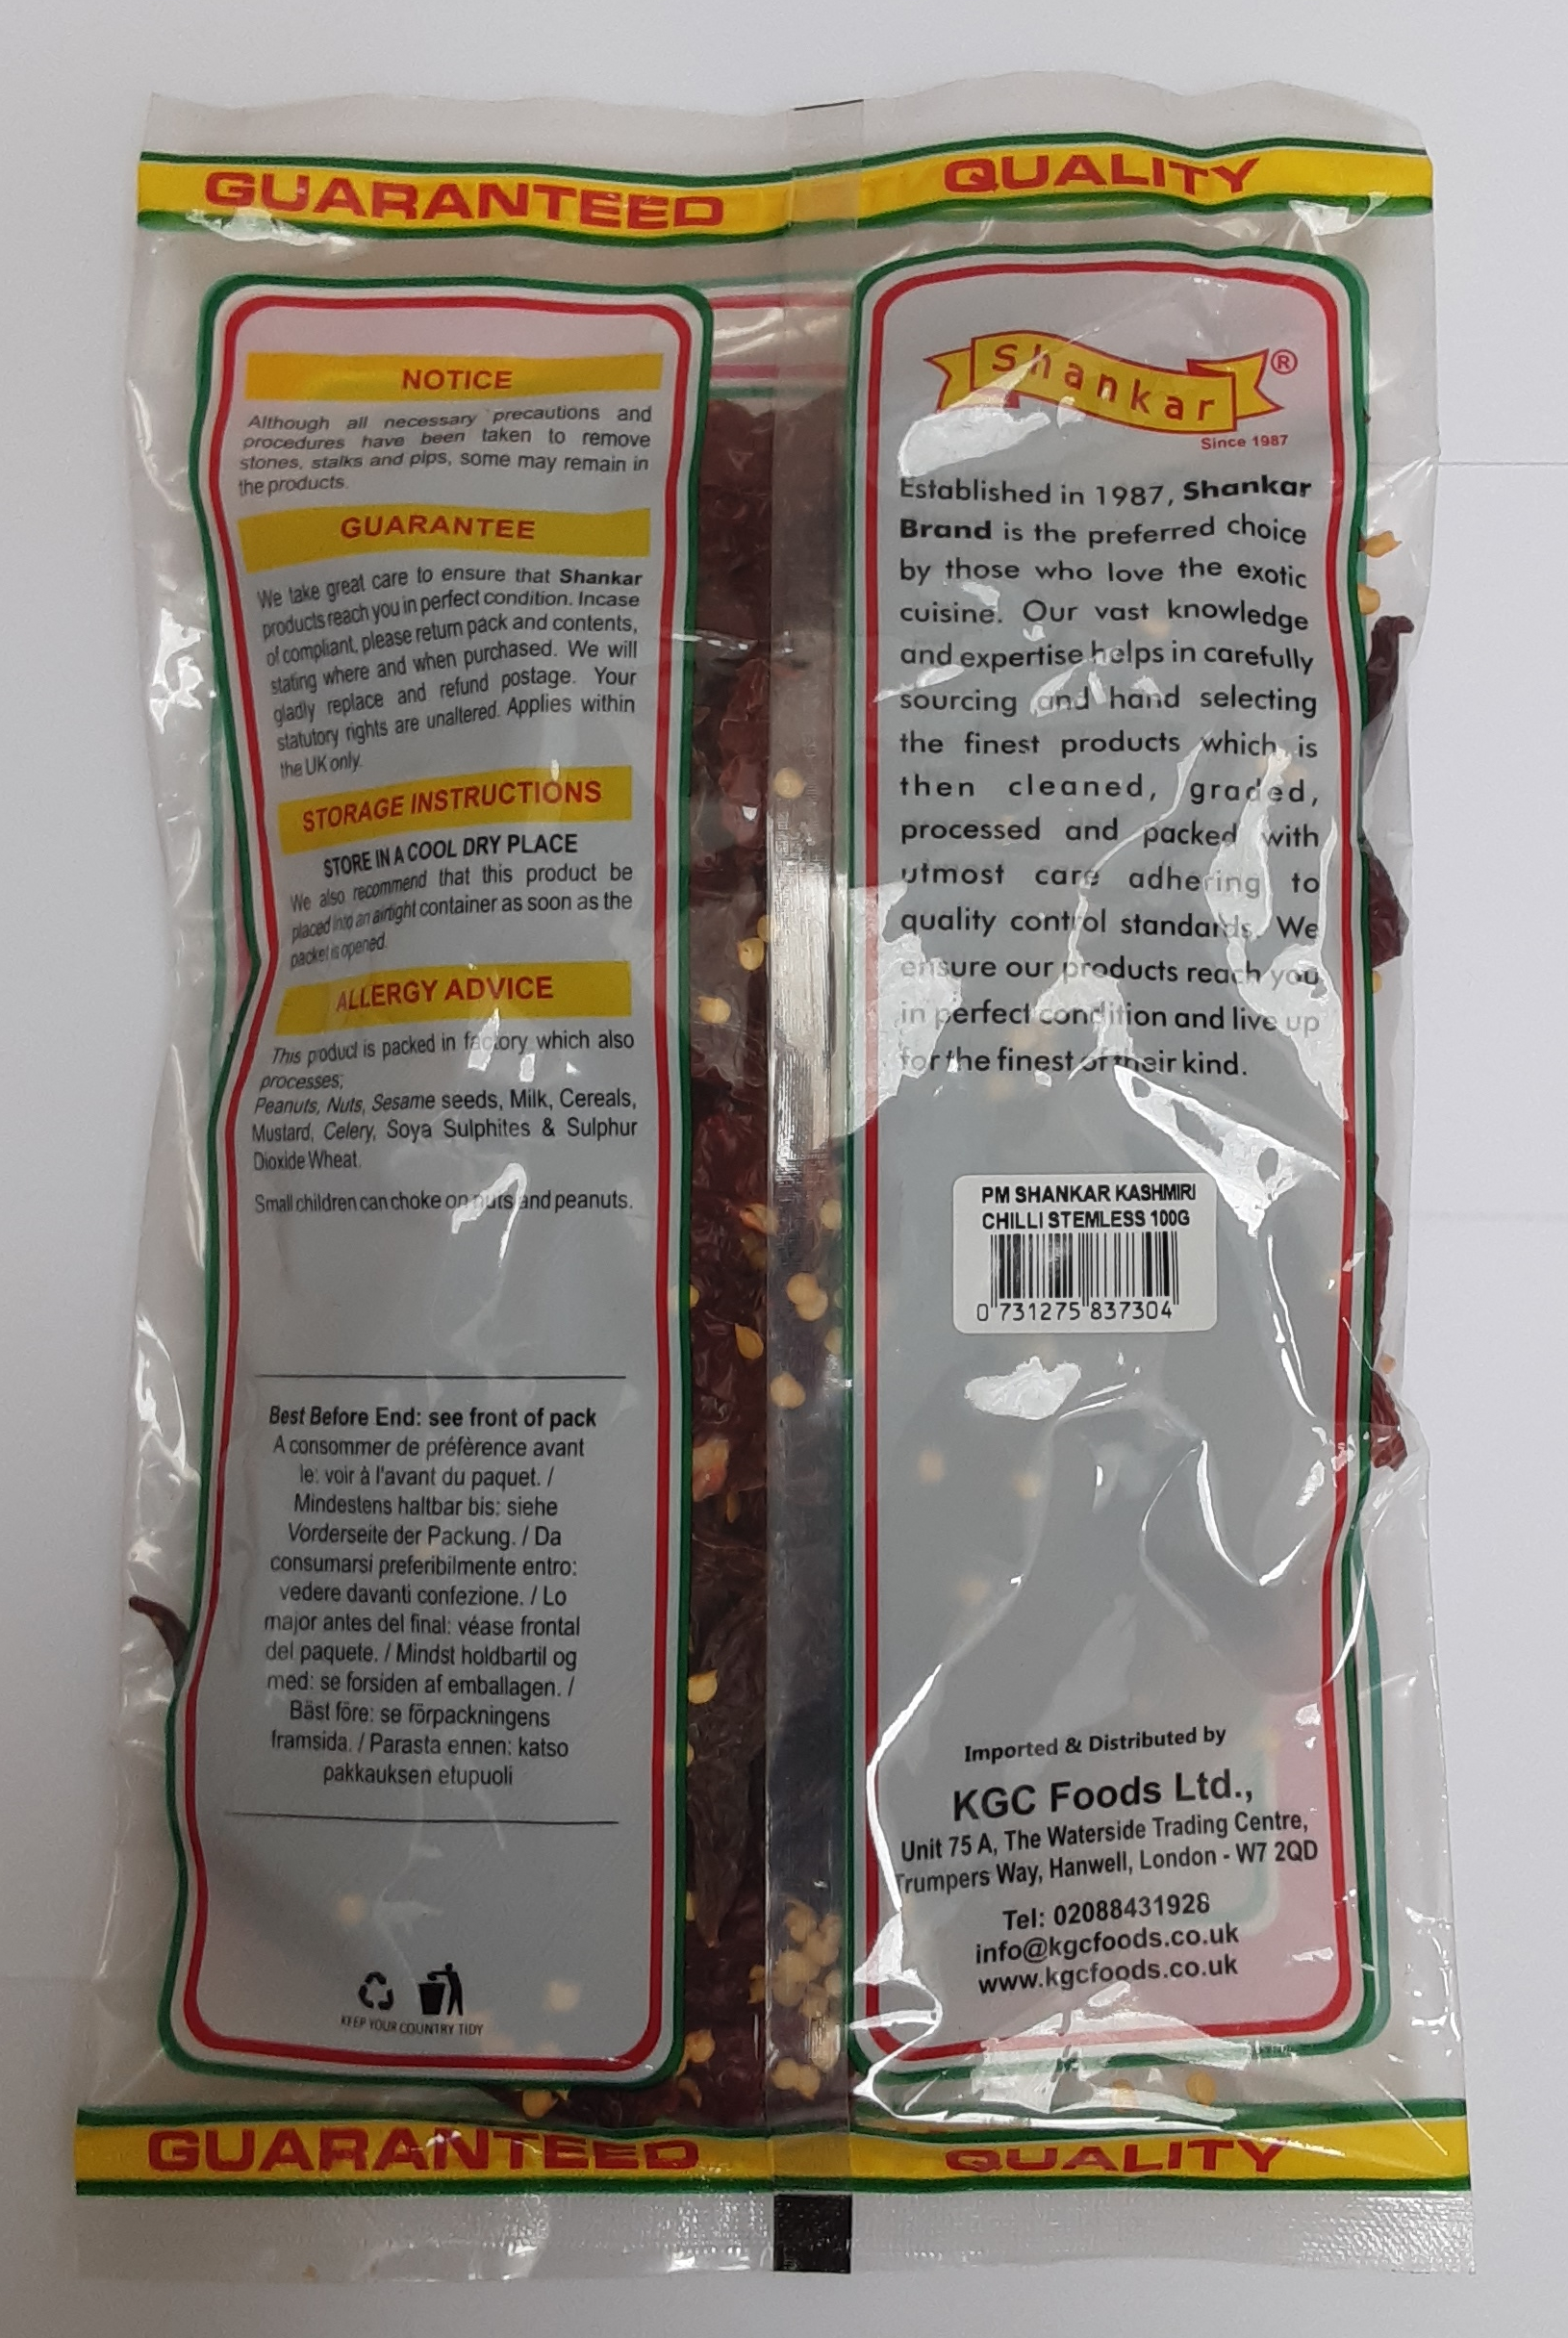 GUARANTEED QUALITY
NOTICE
Although all necessary precautions and
procedures have been taken to remove
stones, stalks and pips, some may remain in
the products.
GUARANTEE
We take great care to ensure that Shankar
products reach you in perfect condition. Incase
of compliant, please return pack and contents,
stating where and when purchased. We will
gladly replace and refund postage. Your
statutory rights are unaltered. Applies within
the UK only.
STORAGE INSTRUCTIONS
STORE IN A COOL DRY PLACE
We also recommend that this product be
placed into an airtight container as soon as the
packet is opened.
ALLERGY ADVICE
This product is packed in factory which also
processes;
Peanuts, Nuts, Sesame seeds, Milk, Cereals,
Mustard, Celery, Soya Sulphites & Sulphur
Dioxide Wheat.
Small children can choke on nuts and peanuts.
Best Before End: see front of pack
A consommer de préférence avant
le: voir à l'avant du paquet. /
Mindestens haltbar bis: siehe
Vorderseite der Packung. / Da
consumarsi preferibilmente entro:
vedere davanti confezione. / Lo
major antes del final: véase frontal
del paquete. / Mindst holdbartil og
med: se forsiden af emballagen. /
Bäst före: se förpackningens
framsida. / Parasta ennen: katso
pakkauksen etupuoli
KEEP YOUR COUNTRY TIDY
Shankar ®
Since 1987
Established in 1987, Shankar
Brand is the preferred choice
by those who love the exotic
cuisine. Our vast knowledge
and expertise helps in carefully
sourcing and hand selecting
the finest products which is
then cleaned, graded,
processed and packed with
utmost care adhering to
quality control standards. We
ensure our products reach you
in perfect condition and live up
for the finest of their kind.
PM SHANKAR KASHMIRI
CHILLI STEMLESS 100G
0 731275 837304
Imported & Distributed by
KGC Foods Ltd.,
Unit 75 A, The Waterside Trading Centre,
Trumpers Way, Hanwell, London - W7 2QD
Tel: 02088431928
info@kgcfoods.co.uk
www.kgcfoods.co.uk
GUARANTEED QUALITY